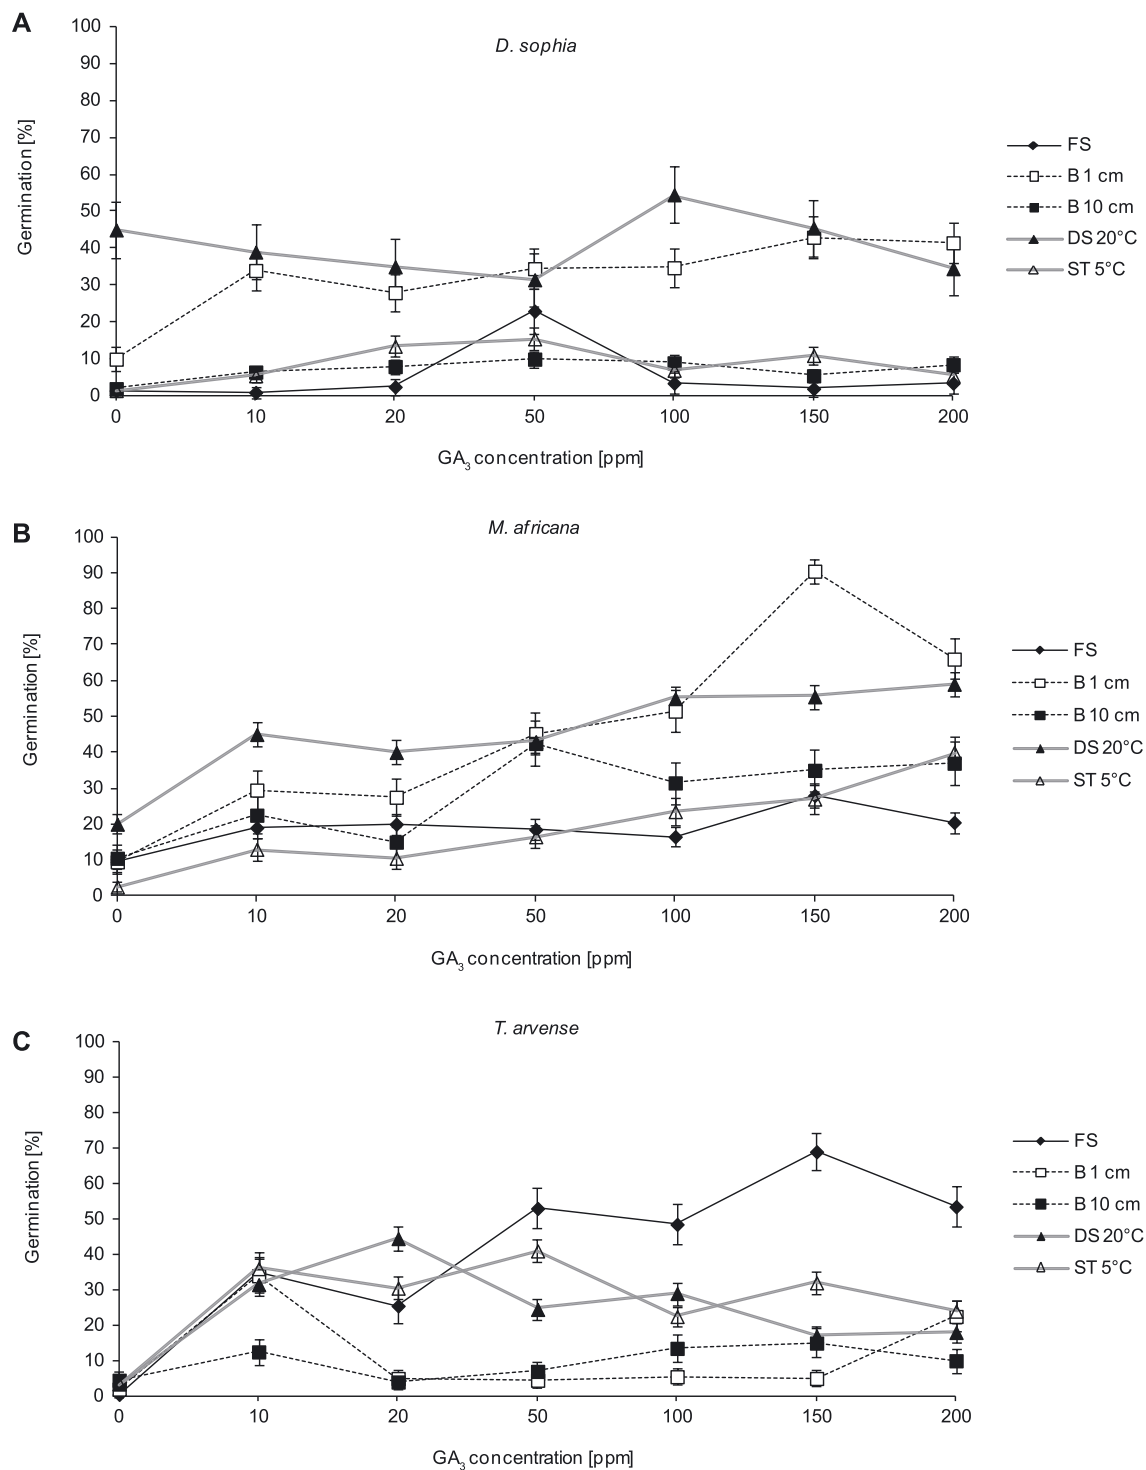 A
D. sophia
100
90
80
70
60
50
40
30
20
10
0
Germination [%]
0 10 20 50 100 150 200
GA3 concentration [ppm]
FS
B 1 cm
B 10 cm
DS 20°C
ST 5°C
B
M. africana
100
90
80
70
60
50
40
30
20
10
0
Germination [%]
0 10 20 50 100 150 200
GA3 concentration [ppm]
FS
B 1 cm
B 10 cm
DS 20°C
ST 5°C
C
T. arvense
100
90
80
70
60
50
40
30
20
10
0
Germination [%]
0 10 20 50 100 150 200
GA3 concentration [ppm]
FS
B 1 cm
B 10 cm
DS 20°C
ST 5°C